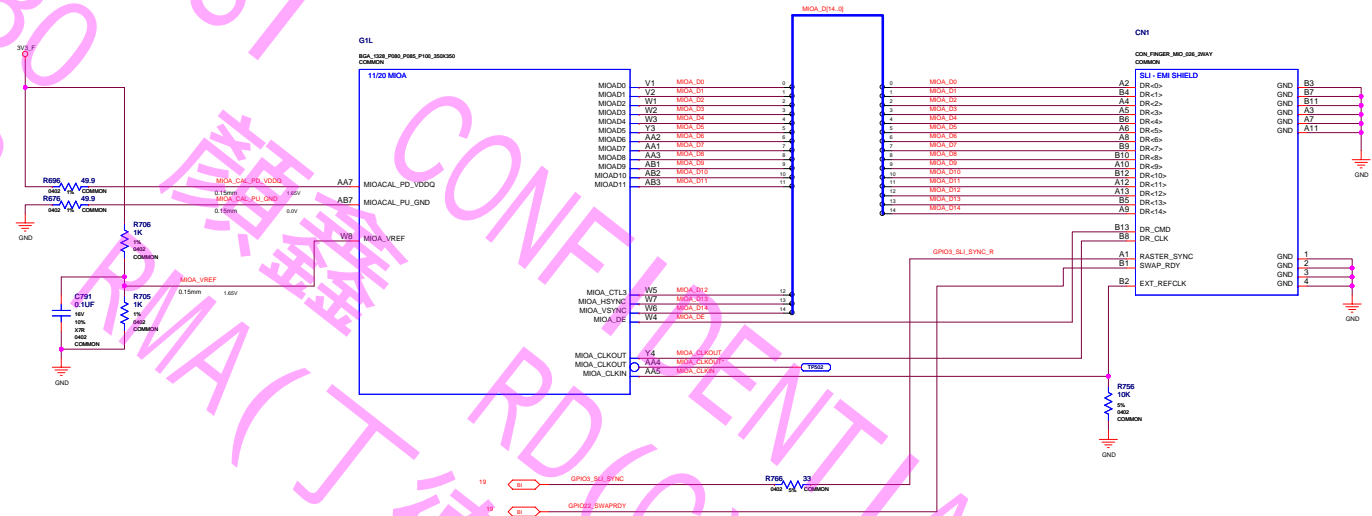 MIOA_D[14..0]
3V3_F
G1L
BGA_1328_P080_P085_P100_350X350
COMMON
11/20 MIOA
CN1
CON_FINGER_MIO_026_2WAY
COMMON
SLI - EMI SHIELD
MIOAD0 V1 MIOA_D0 0
MIOAD1 V2 MIOA_D1 1
MIOAD2 W1 MIOA_D2 2
MIOAD3 W2 MIOA_D3 3
MIOAD4 W3 MIOA_D4 4
MIOAD5 Y3 MIOA_D5 5
MIOAD6 AA2 MIOA_D6 6
MIOAD7 AA1 MIOA_D7 7
MIOAD8 AA3 MIOA_D8 8
MIOAD9 AB1 MIOA_D9 9
MIOAD10 AB2 MIOA_D10 10
MIOAD11 AB3 MIOA_D11 11
0 MIOA_D0 A2 DR<0>
1 MIOA_D1 B4 DR<1>
2 MIOA_D2 A4 DR<2>
3 MIOA_D3 A5 DR<3>
4 MIOA_D4 B6 DR<4>
5 MIOA_D5 A6 DR<5>
6 MIOA_D6 A8 DR<6>
7 MIOA_D7 B9 DR<7>
8 MIOA_D8 B10 DR<8>
9 MIOA_D9 A10 DR<9>
10 MIOA_D10 B12 DR<10>
11 MIOA_D11 A12 DR<11>
12 MIOA_D12 A13 DR<12>
13 MIOA_D13 B5 DR<13>
14 MIOA_D14 A9 DR<14>
GND B3
GND B7
GND B11
GND A3
GND A7
GND A11
GND
R696 49.9
0402 1% COMMON
MIOA_CAL_PD_VDDQ
0.15mm 1.65V
AA7 MIOACAL_PD_VDDQ
R676 49.9
0402 1% COMMON
MIOA_CAL_PU_GND
0.15mm 0.0V
AB7 MIOACAL_PU_GND
GND
R706
1K
1%
0402
COMMON
W8 MIOA_VREF
MIOA_VREF
0.15mm 1.65V
C791
0.1UF
16V
10%
X7R
0402
COMMON
R705
1K
1%
0402
COMMON
GND
MIOA_CTL3 W5 MIOA_D12 12
MIOA_HSYNC W7 MIOA_D13 13
MIOA_VSYNC W6 MIOA_D14 14
MIOA_DE W4 MIOA_DE
MIOA_CLKOUT Y4 MIOA_CLKOUT
MIOA_CLKOUT AA4 MIOA_CLKOUT* TP502
MIOA_CLKIN AA5 MIOA_CLKIN
B13 DR_CMD
B8 DR_CLK
GPIO3_SLI_SYNC_R
A1 RASTER_SYNC
B1 SWAP_RDY
B2 EXT_REFCLK
GND 1
GND 2
GND 3
GND 4
GND
R756
10K
5%
0402
COMMON
GND
19 BI GPIO3_SLI_SYNC
R766 33
0402 5% COMMON
19 BI GPIO22_SWAPRDY
CONFIDENTIA
顏鑫
RMA(丁
RD(